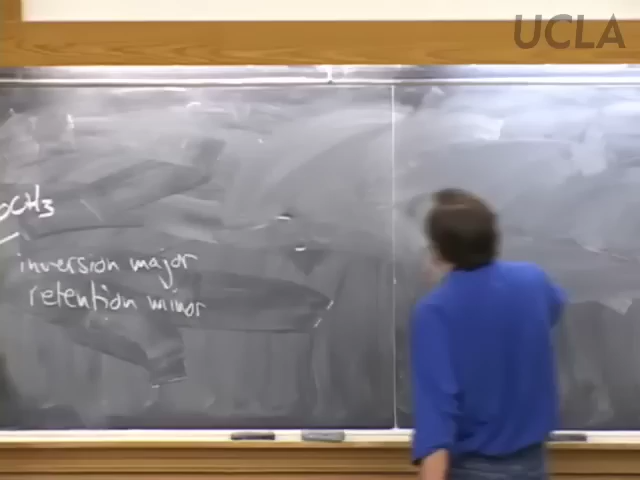 UCLA
OCH3
inversion major
retention minor